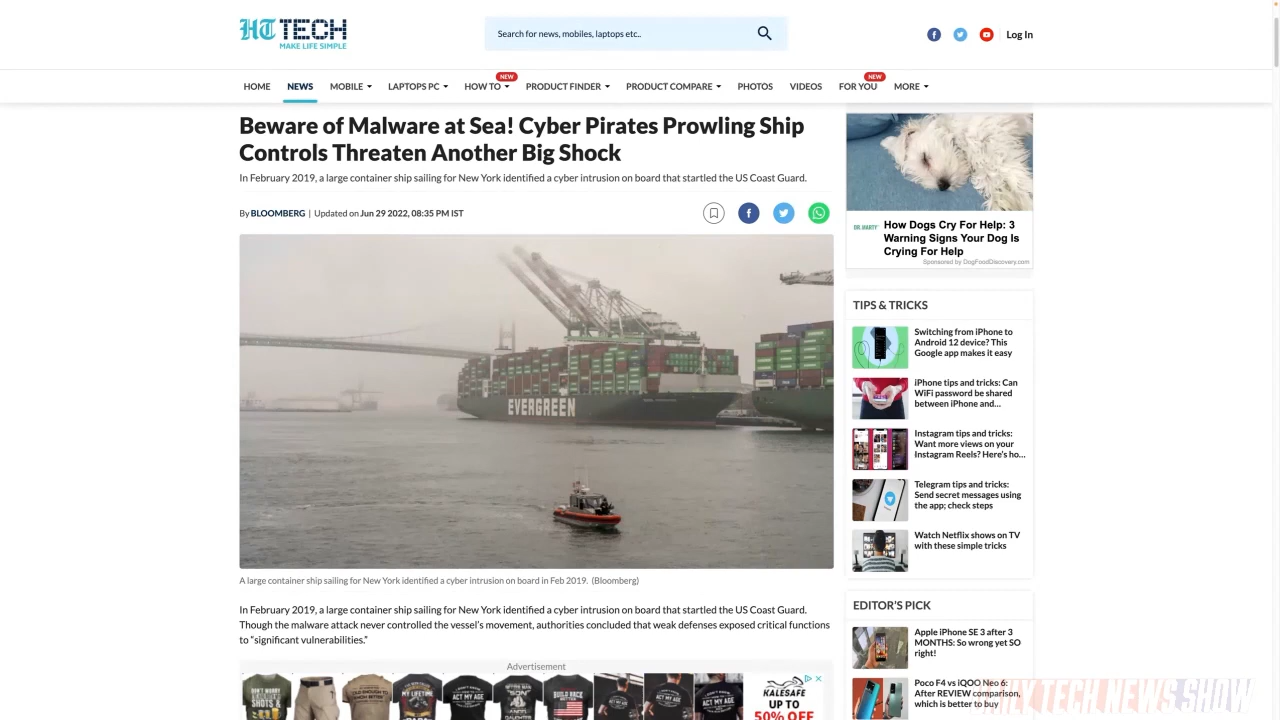 HT TECH
MAKE LIFE SIMPLE
Search for news, mobiles, laptops etc..
Log In
HOME NEWS MOBILE LAPTOPS PC HOW TO NEW PRODUCT FINDER PRODUCT COMPARE PHOTOS VIDEOS FOR YOU NEW MORE
Beware of Malware at Sea! Cyber Pirates Prowling Ship
Controls Threaten Another Big Shock
In February 2019, a large container ship sailing for New York identified a cyber intrusion on board that startled the US Coast Guard.
By BLOOMBERG | Updated on Jun 29 2022, 08:35 PM IST
EVERGREEN
A large container ship sailing for New York identified a cyber intrusion on board in Feb 2019. (Bloomberg)
In February 2019, a large container ship sailing for New York identified a cyber intrusion on board that startled the US Coast Guard.
Though the malware attack never controlled the vessel's movement, authorities concluded that weak defenses exposed critical functions
to “significant vulnerabilities.”
Advertisement
KALESAFE
UP TO
50% OFF
DR. MARTY
How Dogs Cry For Help: 3
Warning Signs Your Dog Is
Crying For Help
Sponsored by DogFoodDiscovery.com
TIPS & TRICKS
Switching from iPhone to
Android 12 device? This
Google app makes it easy
iPhone tips and tricks: Can
WiFi password be shared
between iPhone and...
Instagram tips and tricks:
Want more views on your
Instagram Reels? Here's ho...
Telegram tips and tricks:
Send secret messages using
the app; check steps
Watch Netflix shows on TV
with these simple tricks
EDITOR'S PICK
Apple iPhone SE 3 after 3
MONTHS: So wrong yet SO
right!
Poco F4 vs iQOO Neo 6:
After REVIEW comparison,
which is better to buy
TECH NEWS SHOW